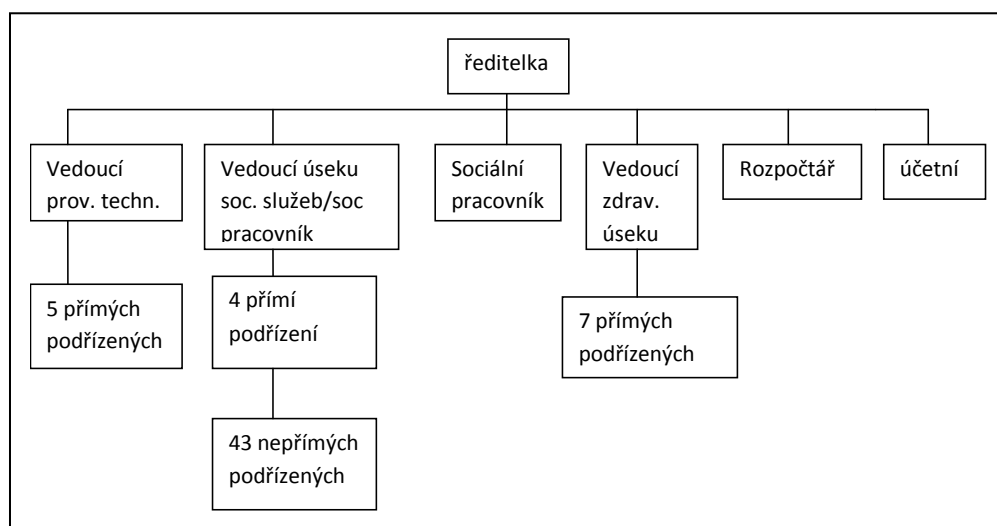 ředitelka
Vedoucí
prov. techn.
Vedoucí úseku
soc. služeb/soc
pracovník
Sociální
pracovník
Vedoucí
zdrav.
úseku
Rozpočtář
účetní
5 přímých
podřízených
4 přímí
podřízení
7 přímých
podřízených
43 nepřímých
podřízených